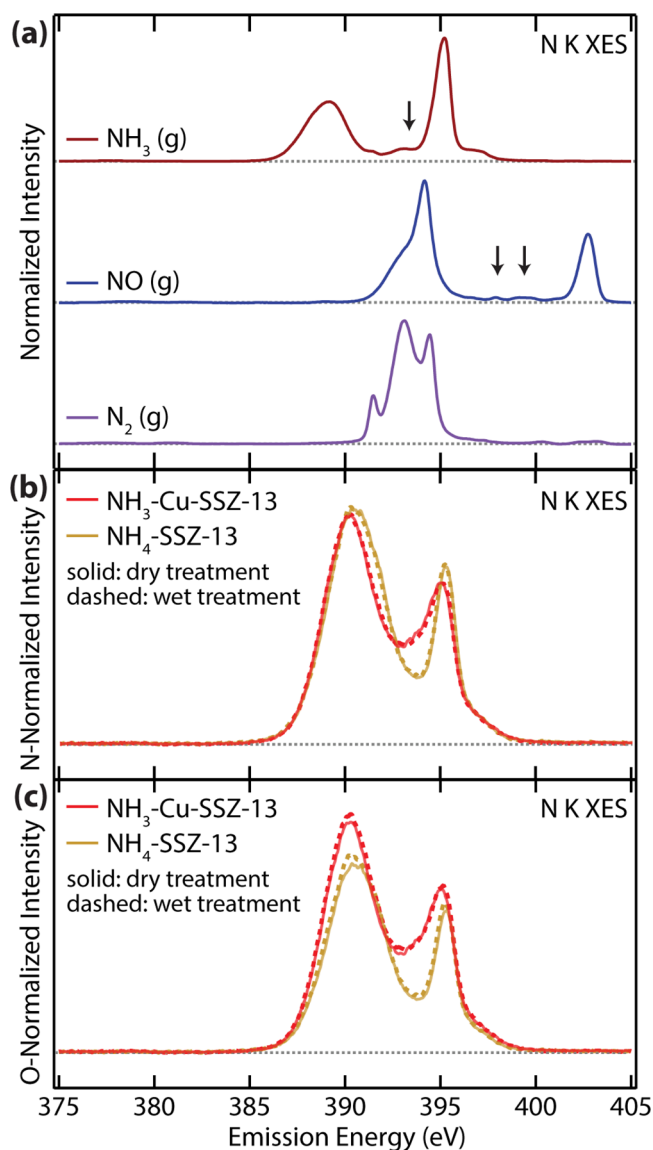 (a)
N K XES
NH₃ (g)
NO (g)
N₂ (g)
Normalized Intensity
(b)
N K XES
NH₃-Cu-SSZ-13
NH₄-SSZ-13
solid: dry treatment
dashed: wet treatment
N-Normalized Intensity
(c)
N K XES
NH₃-Cu-SSZ-13
NH₄-SSZ-13
solid: dry treatment
dashed: wet treatment
O-Normalized Intensity
375 380 385 390 395 400 405
Emission Energy (eV)